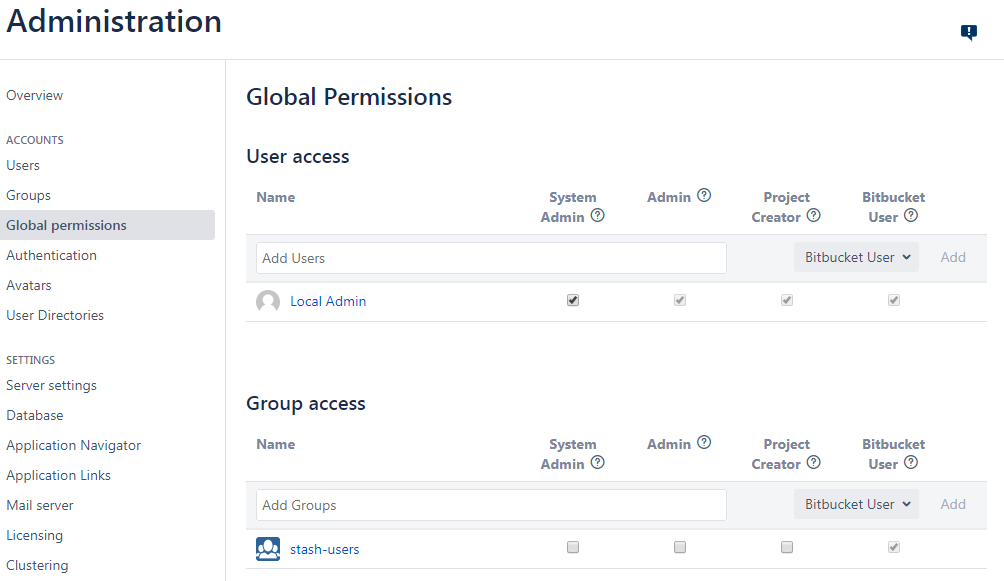 Administration
Overview
ACCOUNTS
Users
Groups
Global permissions
Authentication
Avatars
User Directories
SETTINGS
Server settings
Database
Application Navigator
Application Links
Mail server
Licensing
Clustering
Global Permissions
User access
Name System Admin ? Admin ? Project Creator ? Bitbucket User ?
Add Users Bitbucket User Add
Local Admin
Group access
Name System Admin ? Admin ? Project Creator ? Bitbucket User ?
Add Groups Bitbucket User Add
stash-users